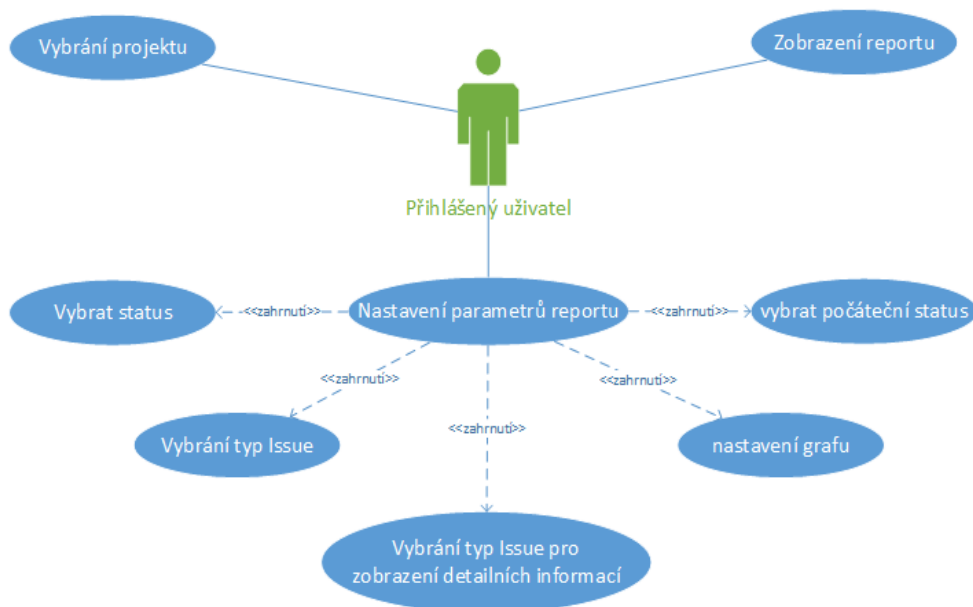 Vybrání projektu
Zobrazení reportu
Přihlášený uživatel
Vybrat status
<<zahrnutí>>
Nastavení parametrů reportu
<<zahrnutí>>
vybrat počáteční status
<<zahrnutí>>
<<zahrnutí>>
<<zahrnutí>>
Vybrání typ Issue
nastavení grafu
Vybrání typ Issue pro
zobrazení detailních informací